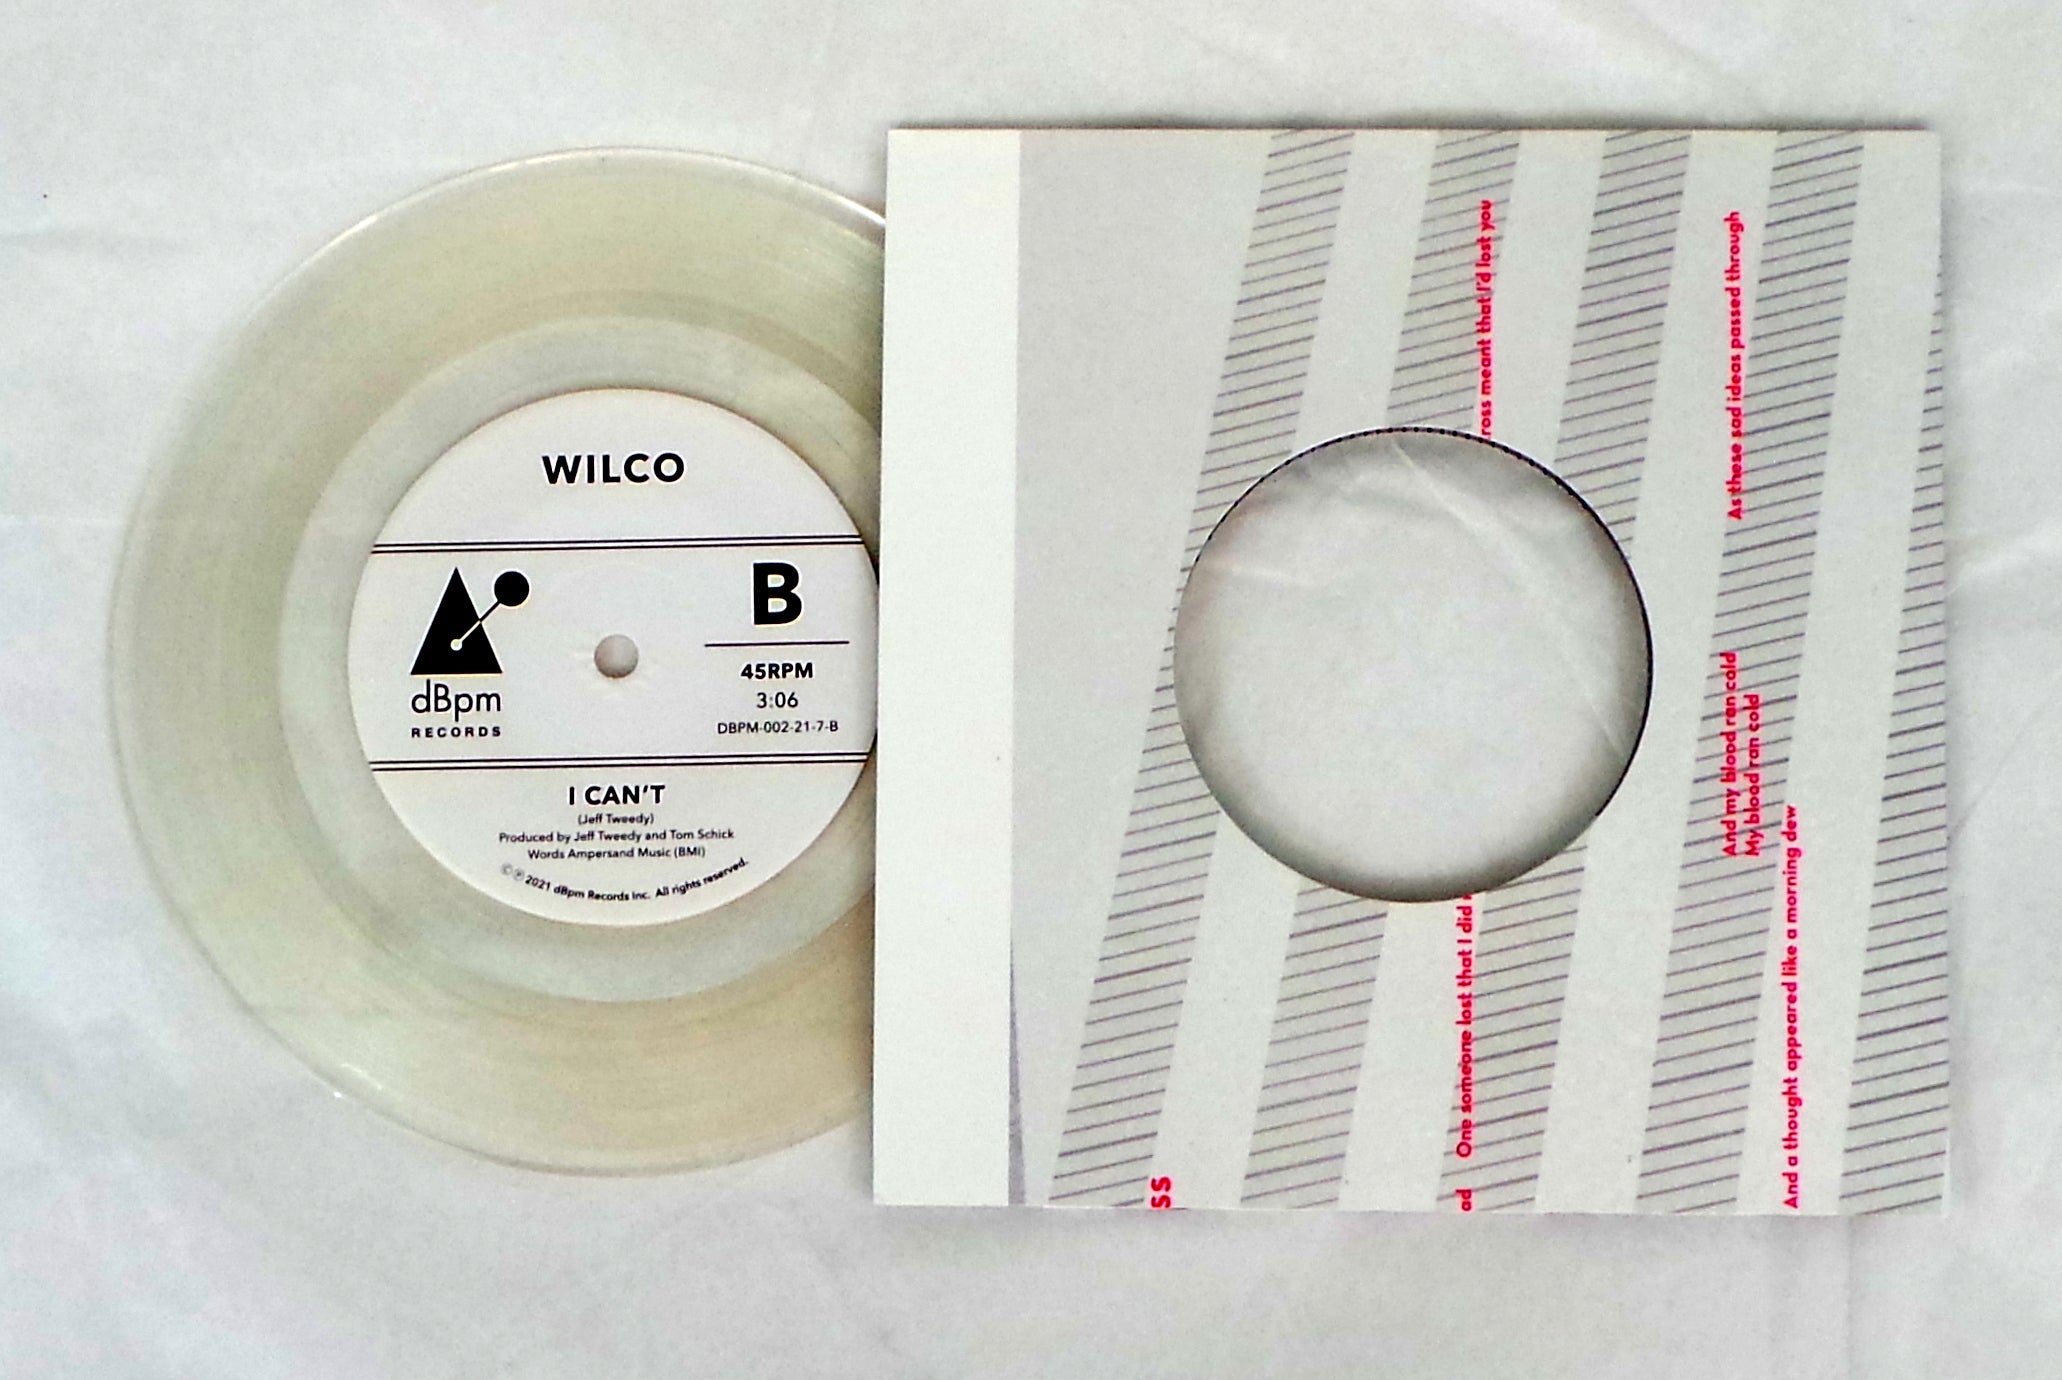 WILCO
dBpm
RECORDS
B
45RPM
3:06
DBPM-002-21-7-B
I CAN'T
(Jeff Tweedy)
Produced by Jeff Tweedy and Tom Schick
Words Ampersand Music (BMI)
©℗ 2021 dBpm Records Inc. All rights reserved.
ss
ad One someone lost that I did ross meant that I'd lost you
And my blood ran cold As these sad ideas passed through
My blood ran cold
And a thought appeared like a morning dew